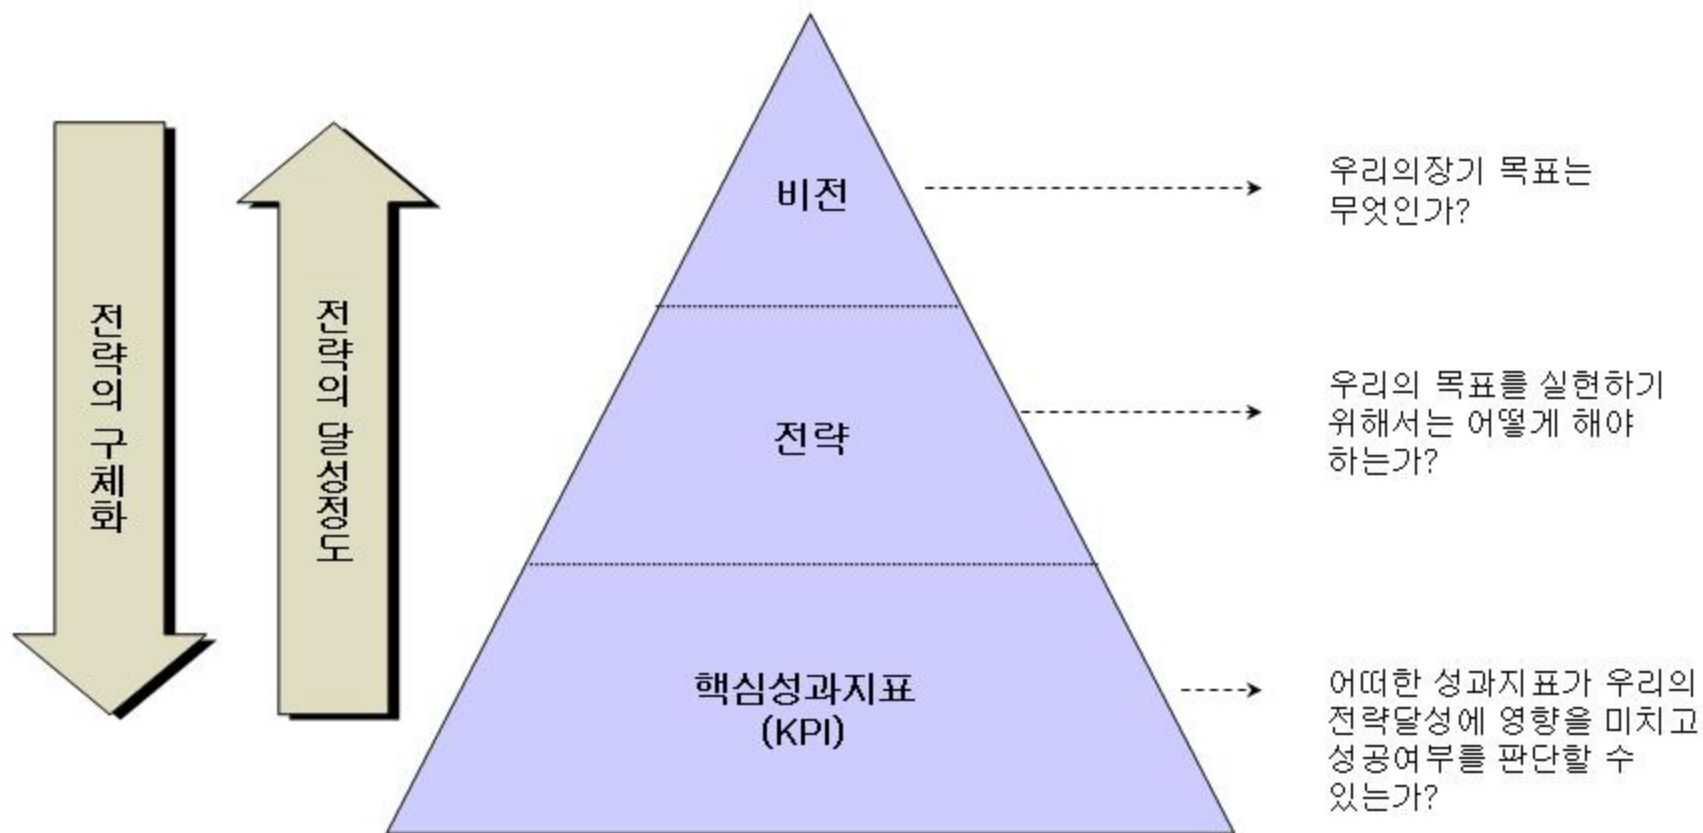 전략의 구체화
전략의 달성정도
비전
우리의장기 목표는
무엇인가?
전략
우리의 목표를 실현하기
위해서는 어떻게 해야
하는가?
핵심성과지표
(KPI)
어떠한 성과지표가 우리의
전략달성에 영향을 미치고
성공여부를 판단할 수
있는가?